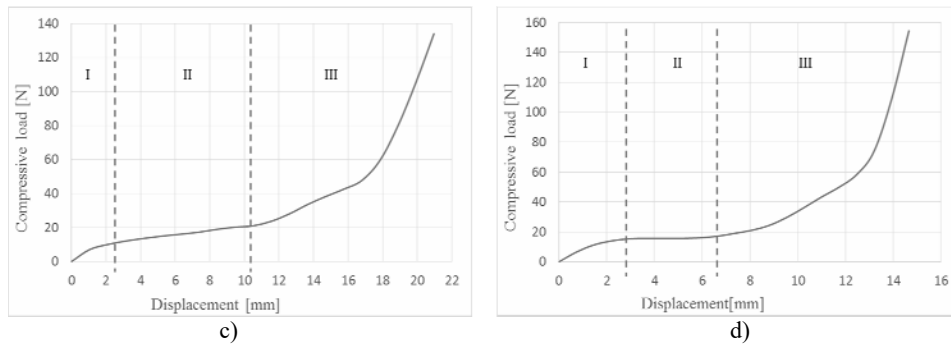 Compressive load [N]
140
120
100
80
60
40
20
0
I
II
III
0 2 4 6 8 10 12 14 16 18 20 22
Displacement [mm]
c)
Compressive load [N]
160
140
120
100
80
60
40
20
0
I
II
III
0 2 4 6 8 10 12 14 16
Displacement[mm]
d)